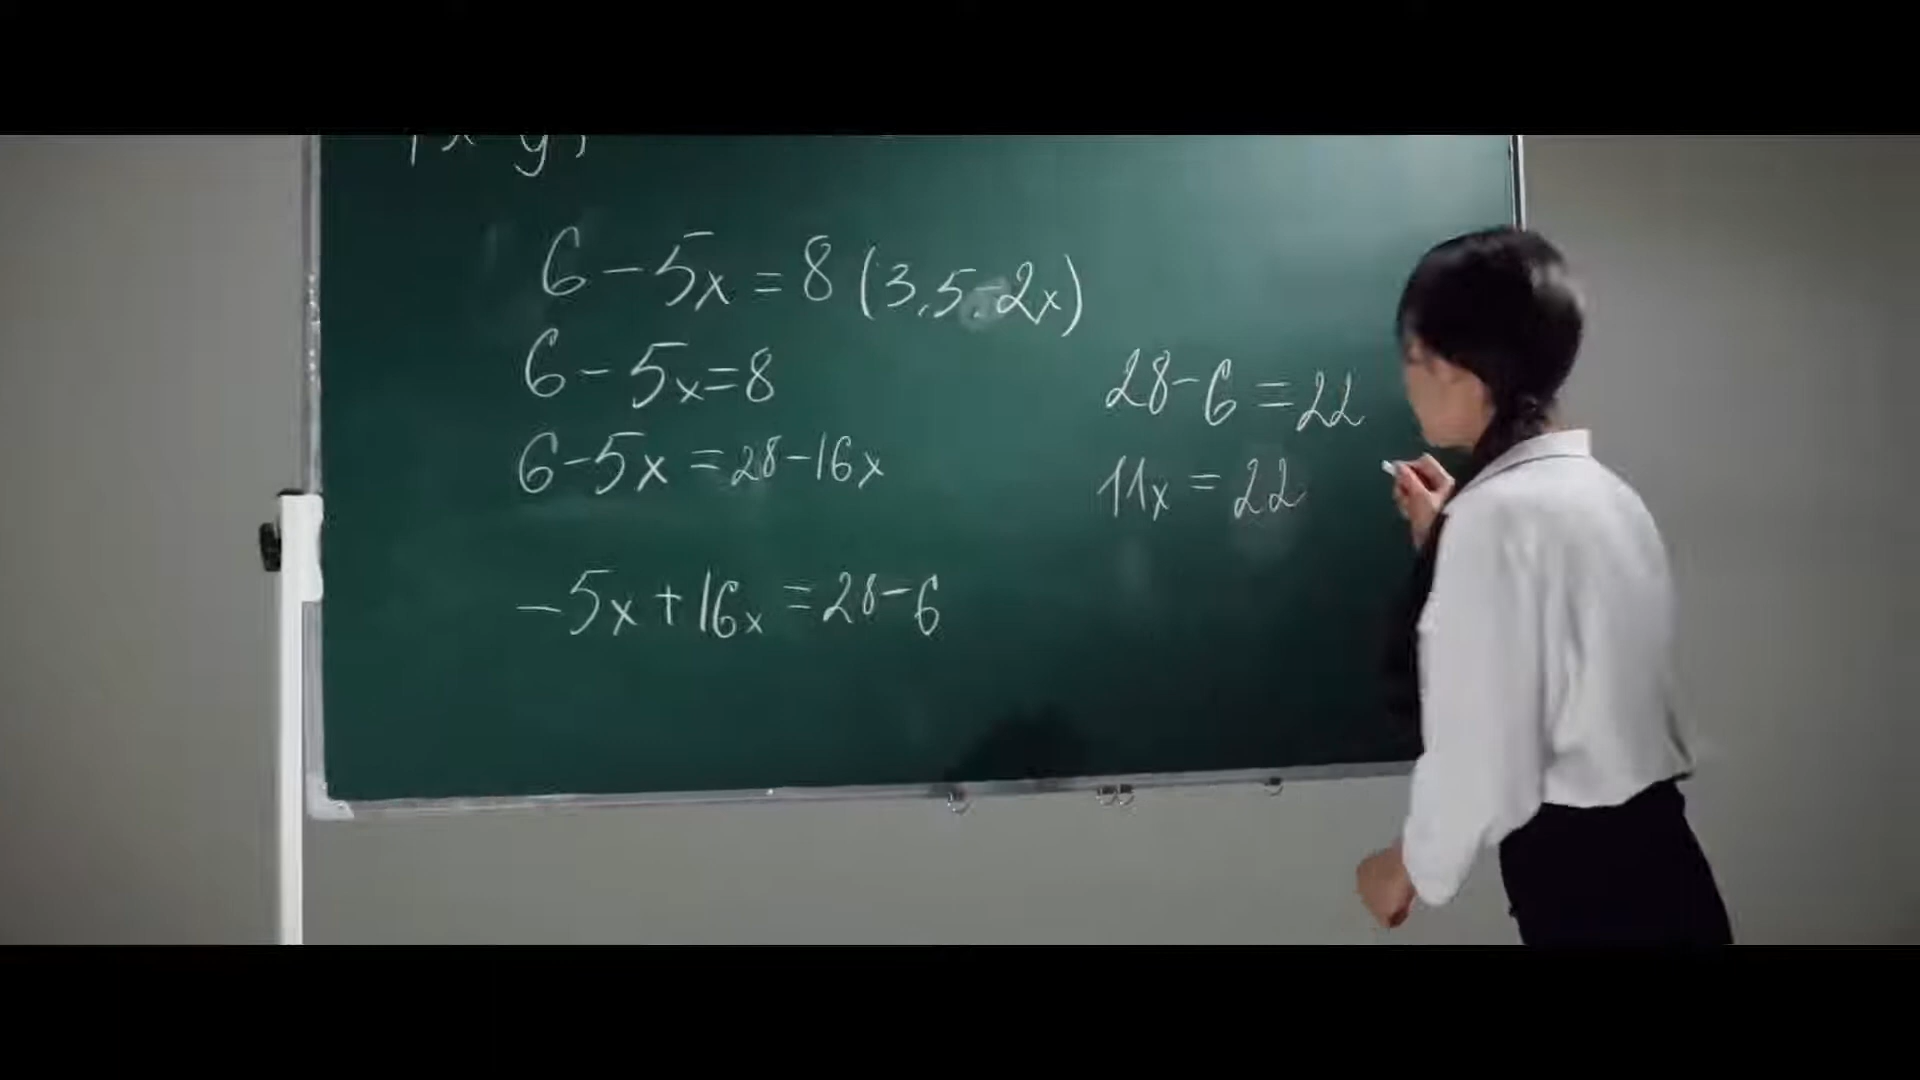 6 - 5x = 8 (3,5 - 2x)
6 - 5x = 8
6 - 5x = 28 - 16x
- 5x + 16x = 28 - 6
28 - 6 = 22
11x = 22